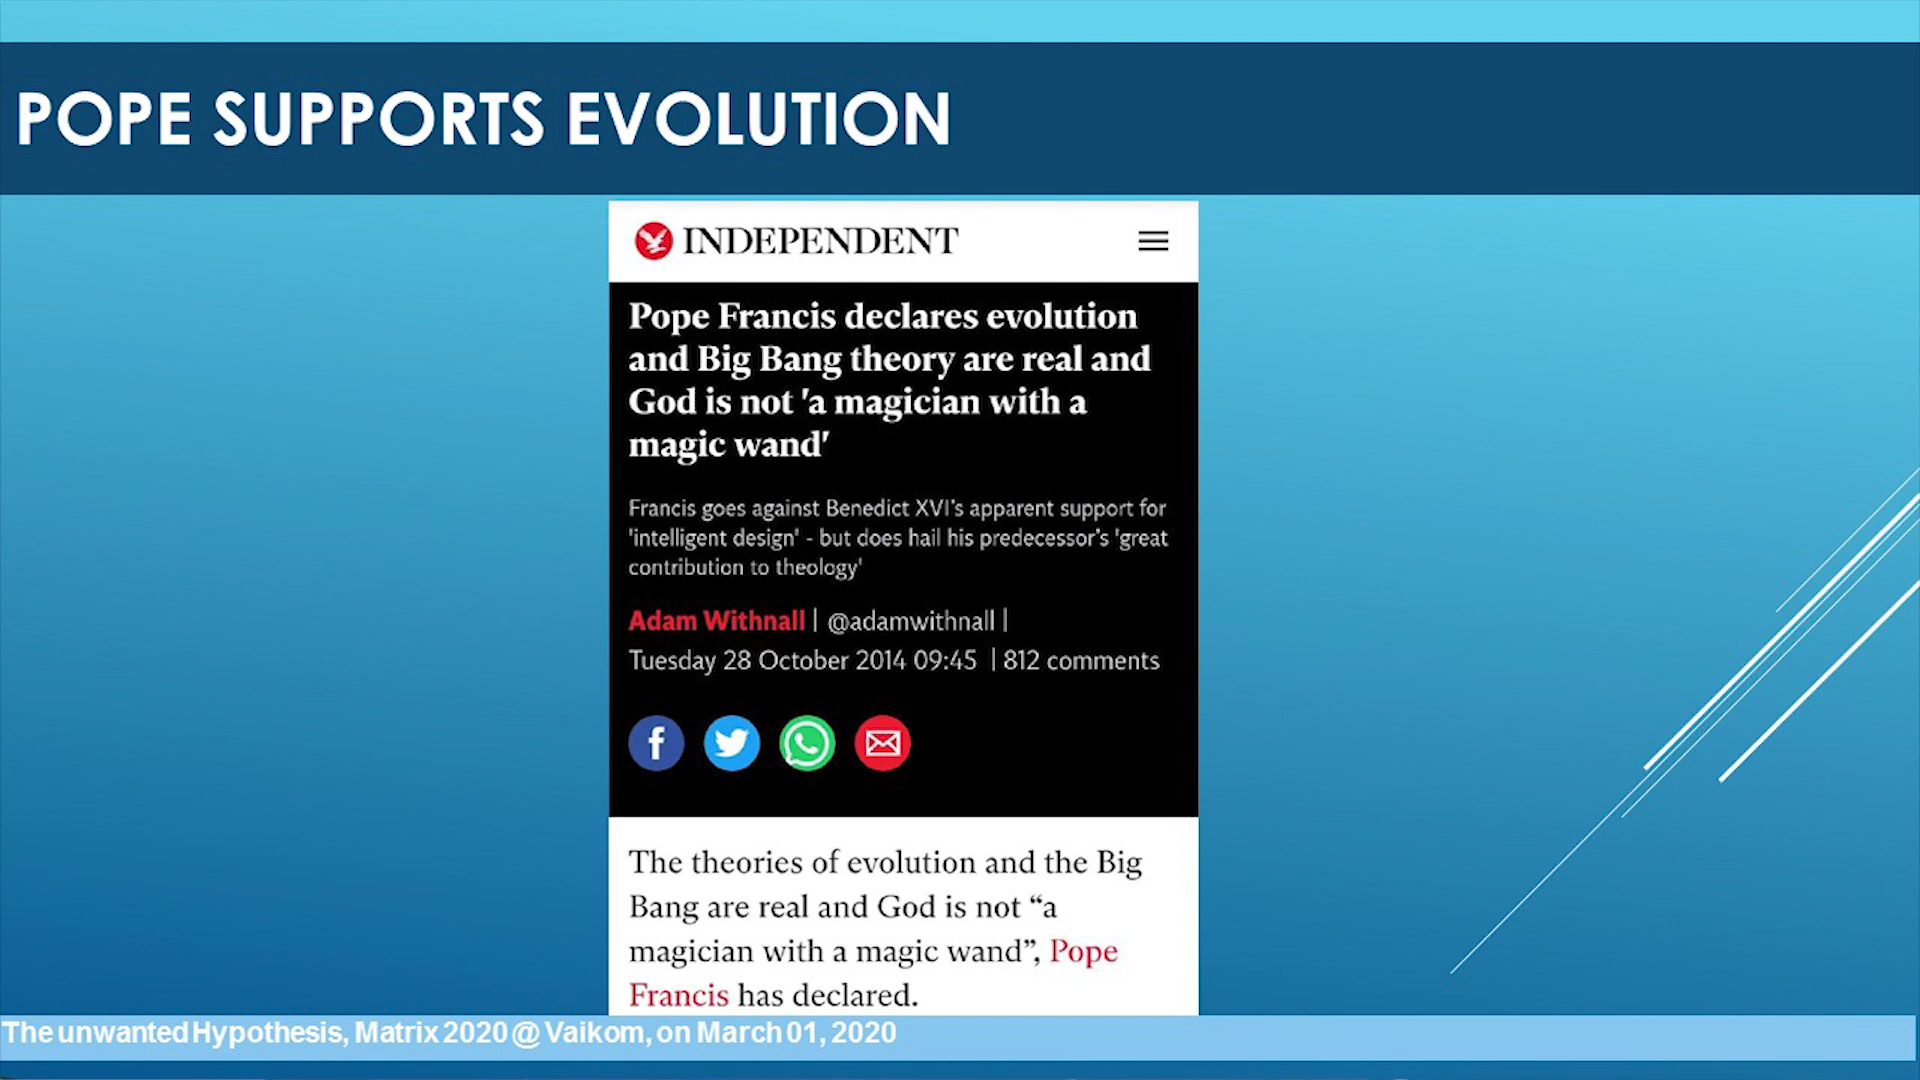 POPE SUPPORTS EVOLUTION
INDEPENDENT
Pope Francis declares evolution
and Big Bang theory are real and
God is not 'a magician with a
magic wand'
Francis goes against Benedict XVI's apparent support for
'intelligent design' - but does hail his predecessor's 'great
contribution to theology'
Adam Withnall | @adamwithnall |
Tuesday 28 October 2014 09:45 | 812 comments
The theories of evolution and the Big
Bang are real and God is not “a
magician with a magic wand”, Pope
Francis has declared.
The unwanted Hypothesis, Matrix 2020 @ Vaikom, on March 01, 2020